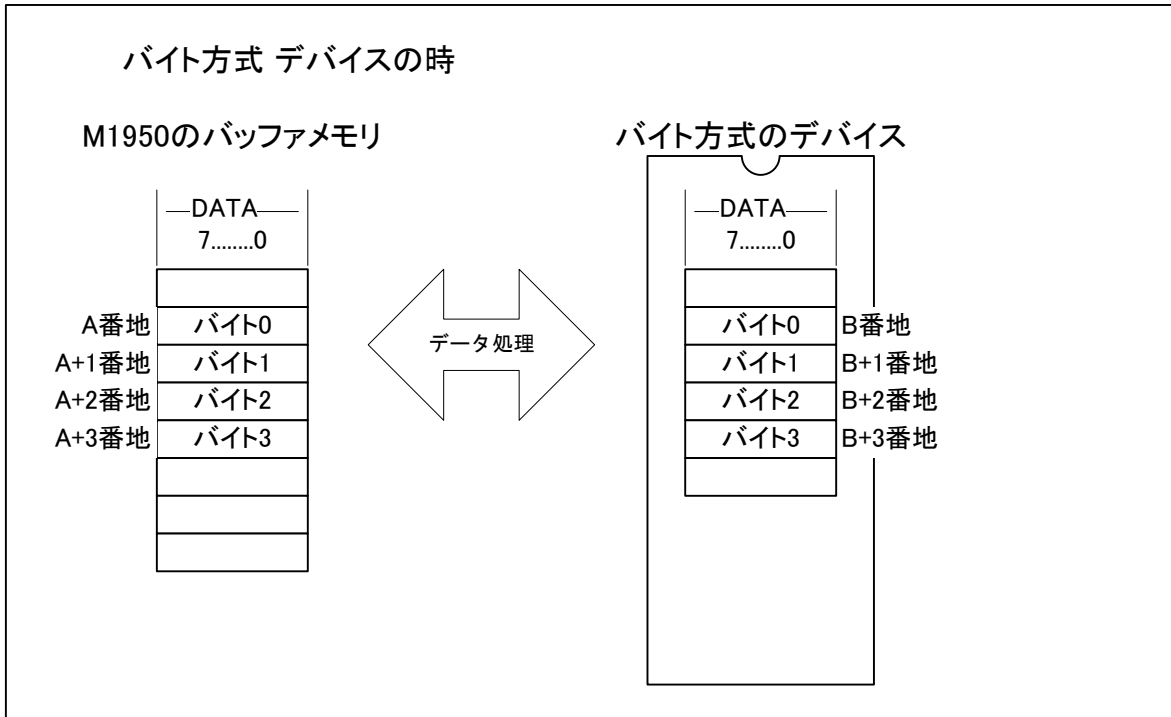 バイト方式 デバイスの時
M1950のバッファメモリ
DATA
7........0
A番地 バイト0
A+1番地 バイト1
A+2番地 バイト2
A+3番地 バイト3
データ処理
バイト方式のデバイス
DATA
7........0
バイト0 B番地
バイト1 B+1番地
バイト2 B+2番地
バイト3 B+3番地